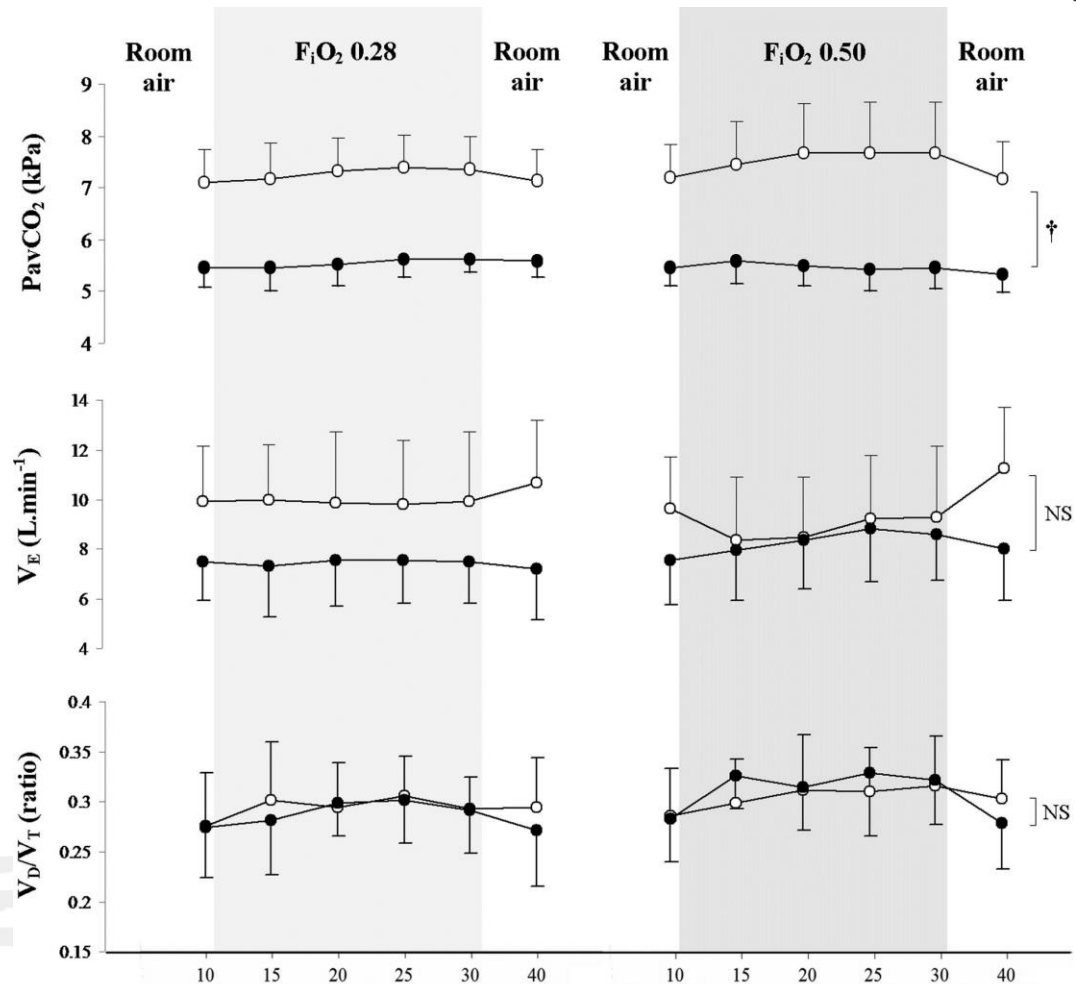 Room air
FᵢO₂ 0.28
Room air
Room air
FᵢO₂ 0.50
Room air
PavCO₂ (kPa)
9
8
7
6
5
4
†
V_E (L.min⁻¹)
14
12
10
8
6
4
NS
V_D/V_T (ratio)
0.4
0.35
0.3
0.25
0.2
0.15
NS
10 15 20 25 30 40
10 15 20 25 30 40